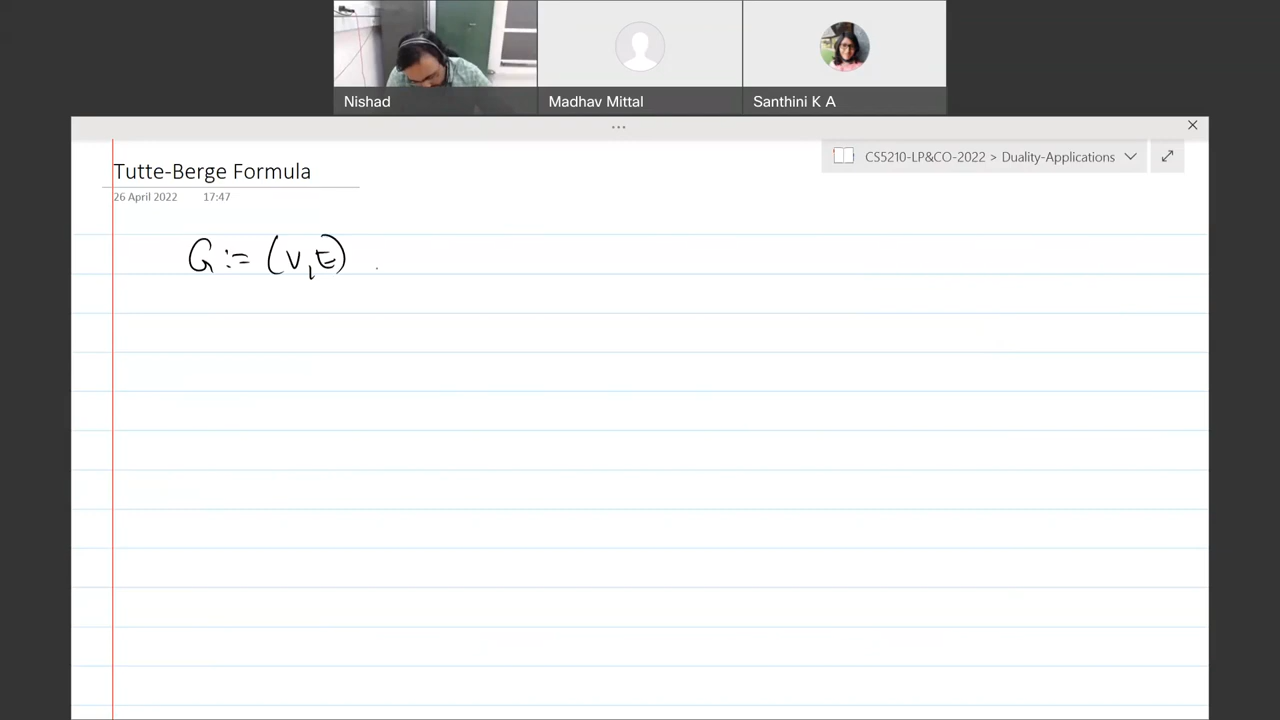 Nishad
Madhav Mittal
Santhini K A
Tutte-Berge Formula
CS5210-LP&CO-2022 > Duality-Applications
26 April 2022 17:47
G := (V,E)